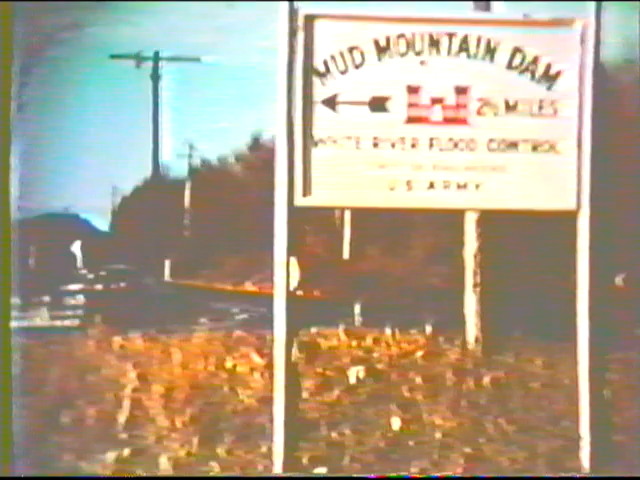 MUD MOUNTAIN DAM
2½ MILES
WHITE RIVER FLOOD CONTROL
U S ARMY